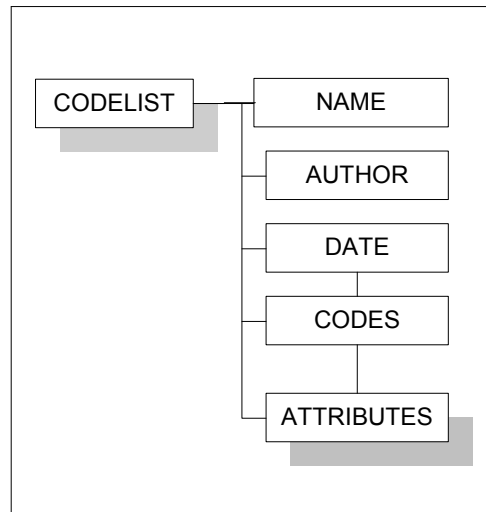 CODELIST
NAME
AUTHOR
DATE
CODES
ATTRIBUTES